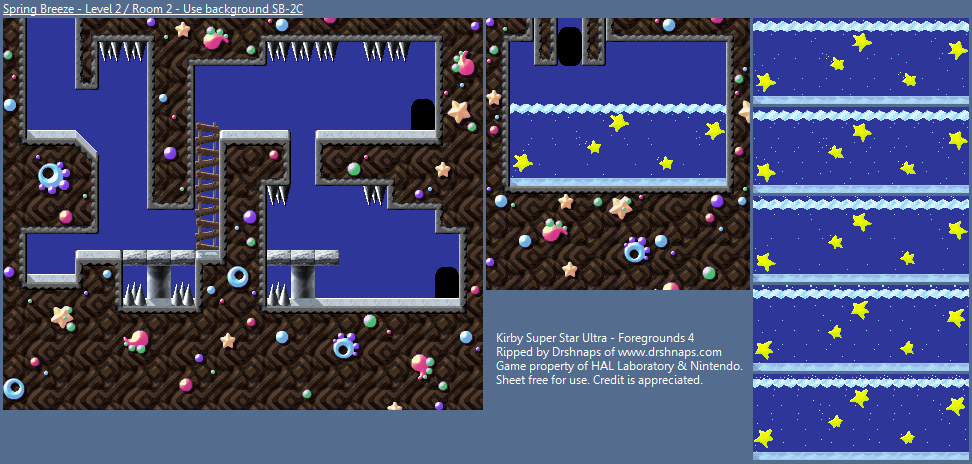 Spring Breeze - Level 2 / Room 2 - Use background SB-2C
Kirby Super Star Ultra - Foregrounds 4
Ripped by Drshnaps of www.drshnaps.com
Game property of HAL Laboratory & Nintendo.
Sheet free for use. Credit is appreciated.